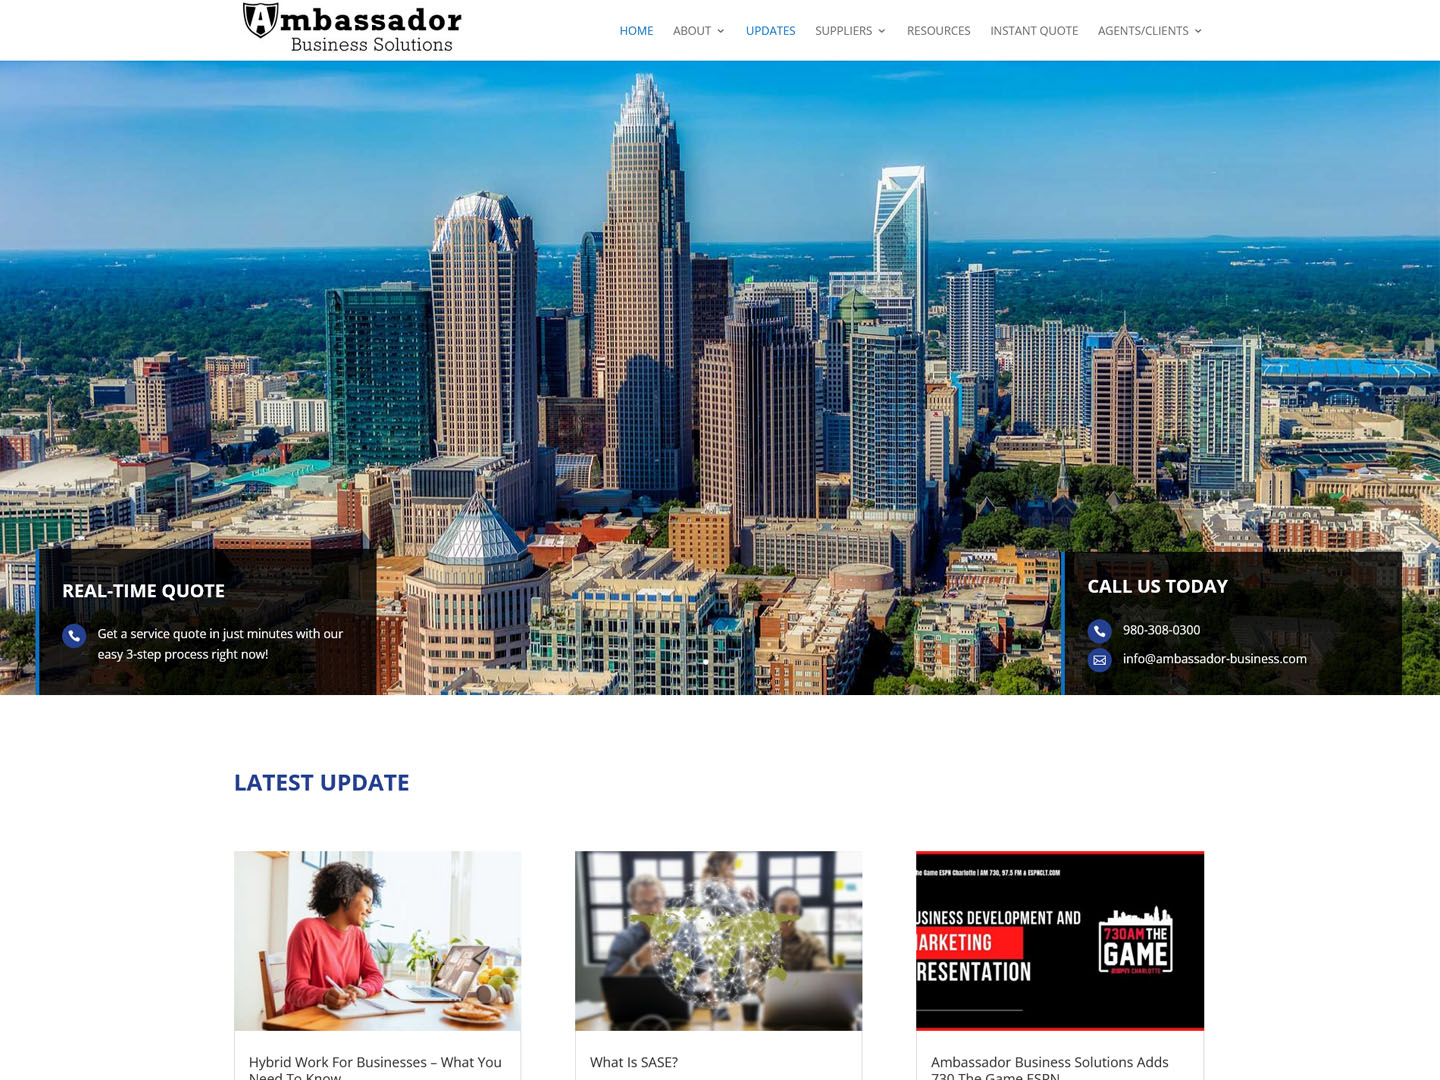 Ambassador
Business Solutions
HOME
ABOUT
UPDATES
SUPPLIERS
RESOURCES
INSTANT QUOTE
AGENTS/CLIENTS
REAL-TIME QUOTE
Get a service quote in just minutes with our
easy 3-step process right now!
CALL US TODAY
980-308-0300
info@ambassador-business.com
LATEST UPDATE
he Game ESPN Charlotte | AM 730, 97.5 FM & ESPNCLT.COM
USINESS DEVELOPMENT AND
ARKETING
RESENTATION
730AM THE
GAME
ESPN CHARLOTTE
Hybrid Work For Businesses – What You
Need To Know
What Is SASE?
Ambassador Business Solutions Adds
730 The Game ESPN